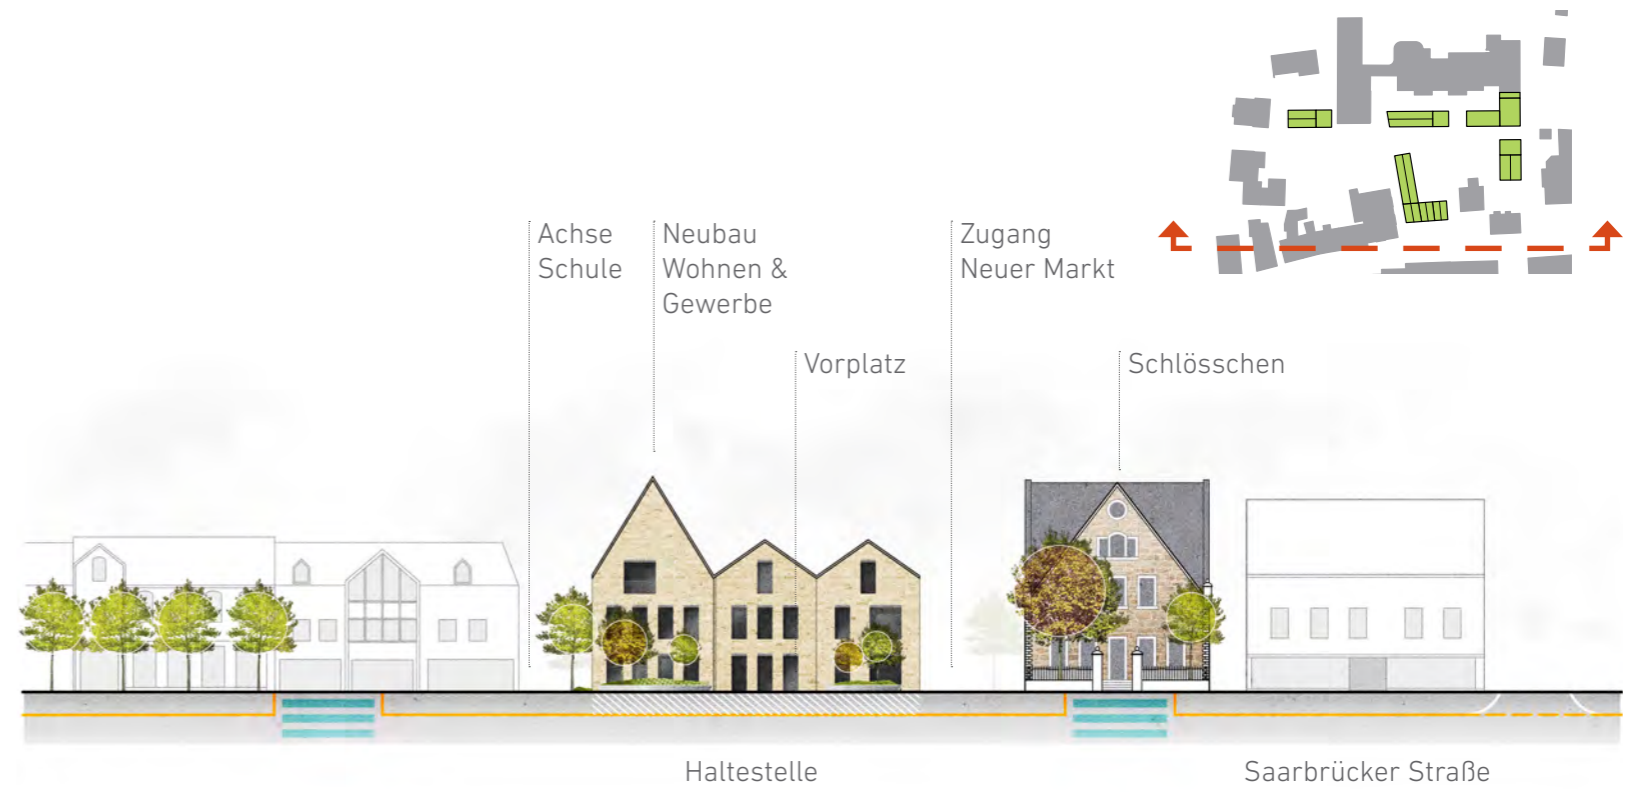 Achse
Schule
Neubau
Wohnen &
Gewerbe
Zugang
Neuer Markt
Vorplatz
Schlösschen
Haltestelle
Saarbrücker Straße